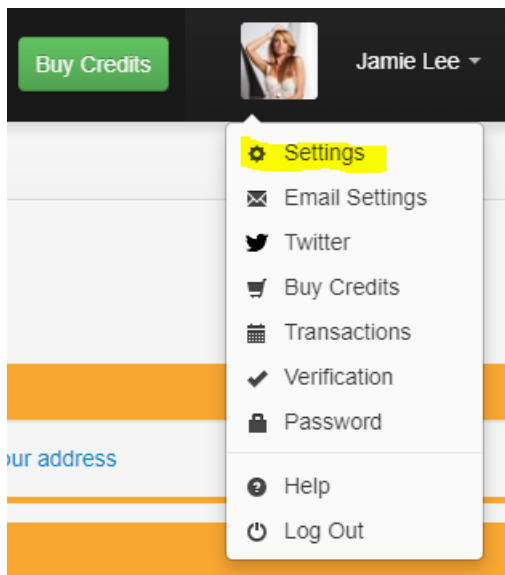 Buy Credits
Jamie Lee
Settings
Email Settings
Twitter
Buy Credits
Transactions
Verification
Password
our address
Help
Log Out